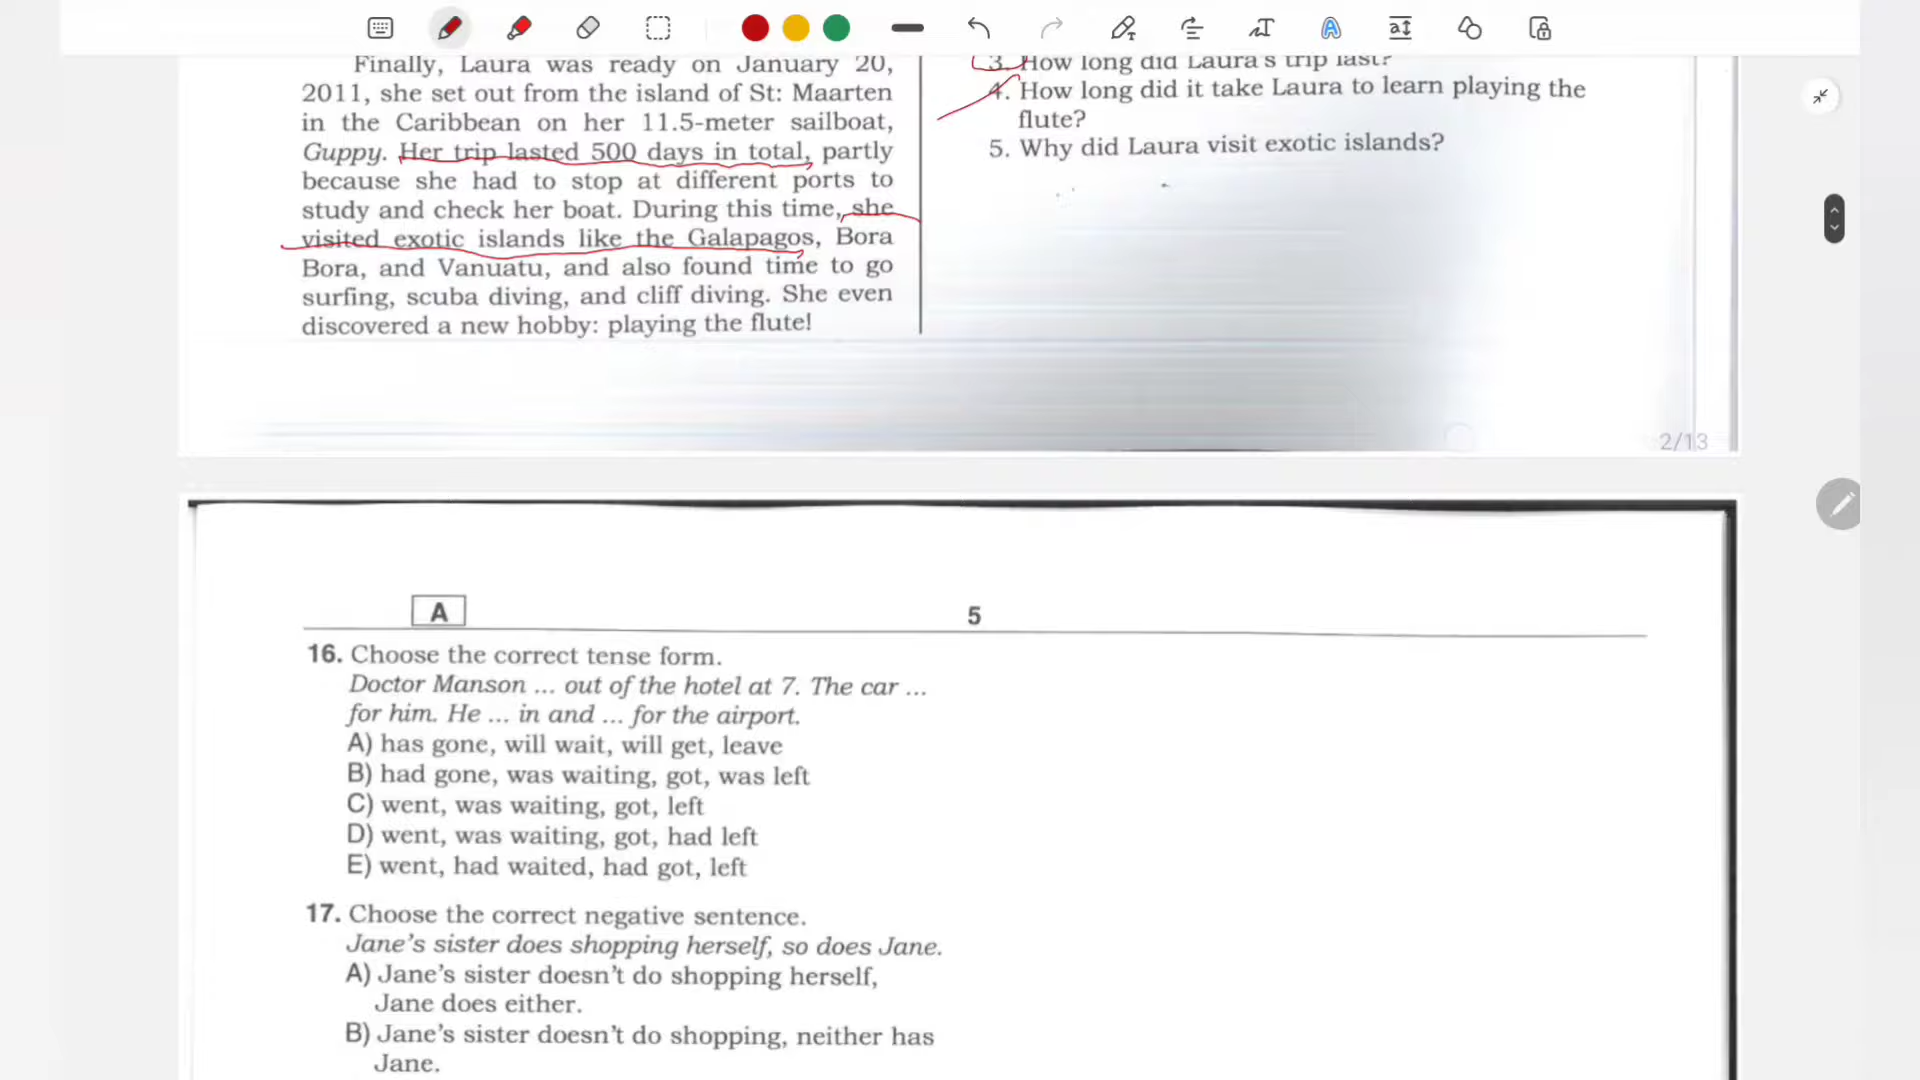 Finally, Laura was ready on January 20,
2011, she set out from the island of St: Maarten
in the Caribbean on her 11.5-meter sailboat,
Guppy. Her trip lasted 500 days in total, partly
because she had to stop at different ports to
study and check her boat. During this time, she
visited exotic islands like the Galapagos, Bora
Bora, and Vanuatu, and also found time to go
surfing, scuba diving, and cliff diving. She even
discovered a new hobby: playing the flute!
3. How long did Laura's trip last?
4. How long did it take Laura to learn playing the
flute?
5. Why did Laura visit exotic islands?
2/13
A
5
16. Choose the correct tense form.
Doctor Manson ... out of the hotel at 7. The car ...
for him. He ... in and ... for the airport.
A) has gone, will wait, will get, leave
B) had gone, was waiting, got, was left
C) went, was waiting, got, left
D) went, was waiting, got, had left
E) went, had waited, had got, left
17. Choose the correct negative sentence.
Jane's sister does shopping herself, so does Jane.
A) Jane's sister doesn't do shopping herself,
Jane does either.
B) Jane's sister doesn't do shopping, neither has
Jane.